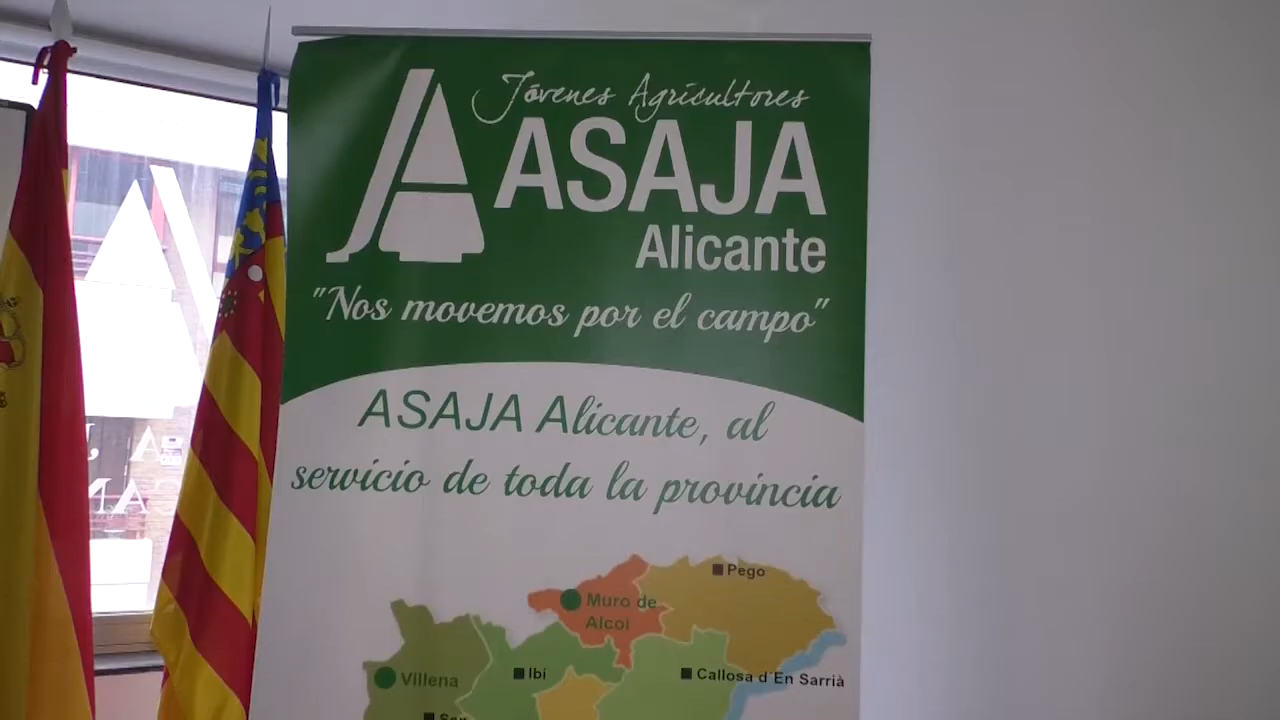 Jóvenes Agricultores
ASAJA
Alicante
"Nos movemos por el campo"
ASAJA Alicante, al
servicio de toda la provincia
Pego
Muro de
Alcoi
Villena
Ibi
Callosa d'En Sarrià